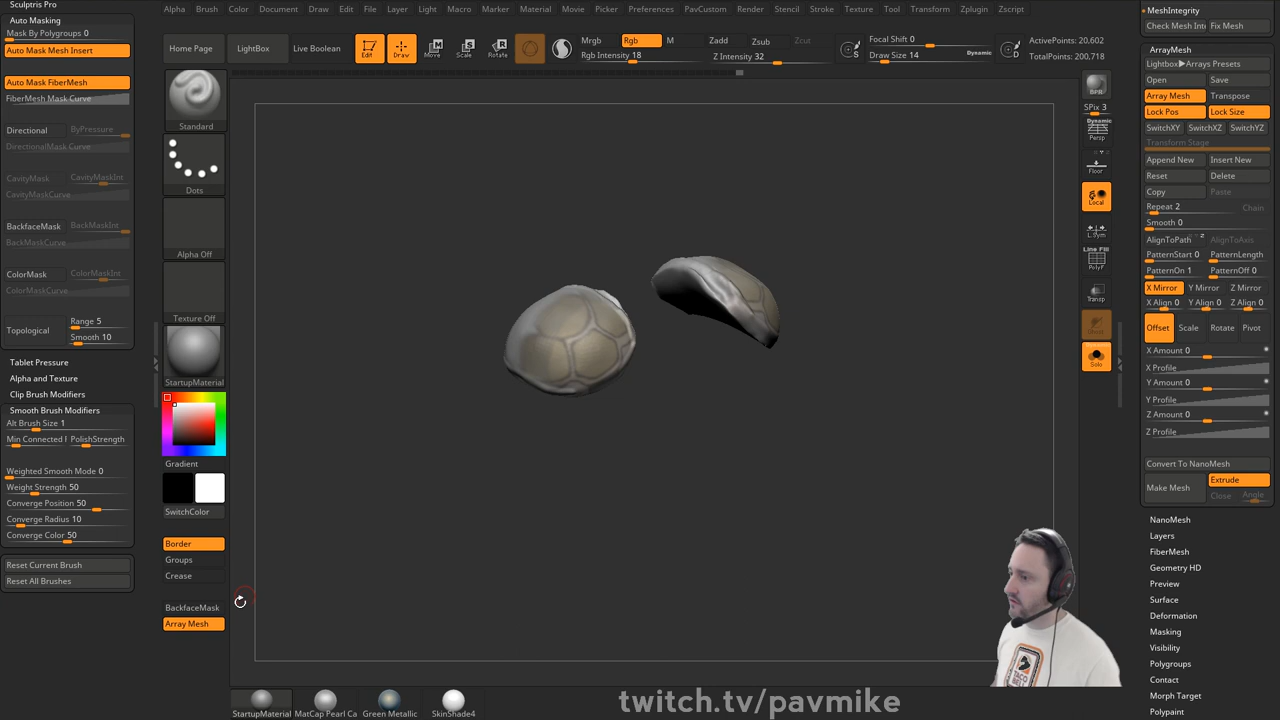 Sculptris Pro
Alpha Brush Color Document Draw Edit File Layer Light Macro Marker Material Movie Picker Preferences PavCustom Render Stencil Stroke Texture Tool Transform Zplugin Zscript
Auto Masking
Mask By Polygroups 0
Auto Mask Mesh Insert
Auto Mask FiberMesh
FiberMesh Mask Curve
Directional ByPressure
DirectionalMask Curve
CavityMask CavityMaskInt
CavityMaskCurve
BackfaceMask BackMaskInt
BackMaskCurve
ColorMask ColorMaskInt
ColorMaskCurve
Topological Range 5
Smooth 10
Tablet Pressure
Alpha and Texture
Clip Brush Modifiers
Smooth Brush Modifiers
Alt Brush Size 1
Min Connected PolishStrength
Weighted Smooth Mode 0
Weight Strength 50
Converge Position 50
Converge Radius 10
Converge Color 50
Reset Current Brush
Reset All Brushes
Home Page LightBox Live Boolean Edit Draw Move Scale Rotate
Mrgb Rgb M Zadd Zsub Zcut
Rgb Intensity 18 Z Intensity 32
Focal Shift 0
Draw Size 14 Dynamic
S D
ActivePoints: 20,602
TotalPoints: 200,718
Standard
Dots
Alpha Off
Texture Off
StartupMaterial
Gradient
SwitchColor
Border
Groups
Crease
BackfaceMask
Array Mesh
BPR
SPix 3
Dynamic
Persp
Floor
Local
L.Sym
Line Fill
PolyF
Transp
Ghost
Dynamic
Solo
MeshIntegrity
Check Mesh Int Fix Mesh
ArrayMesh
Lightbox▶Arrays Presets
Open Save
Array Mesh Transpose
Lock Pos Lock Size
SwitchXY SwitchXZ SwitchYZ
Transform Stage
Append New Insert New
Reset Delete
Copy Paste
Repeat 2 Chain
Smooth 0
AlignToPath AlignToAxis
PatternStart 0 PatternLength
PatternOn 1 PatternOff 0
X Mirror Y Mirror Z Mirror
X Align 0 Y Align 0 Z Align 0
Offset Scale Rotate Pivot
X Amount 0
X Profile
Y Amount 0
Y Profile
Z Amount 0
Z Profile
Convert To NanoMesh
Make Mesh Extrude
Close Angle
NanoMesh
Layers
FiberMesh
Geometry HD
Preview
Surface
Deformation
Masking
Visibility
Polygroups
Contact
Morph Target
Polypaint
StartupMaterial MatCap Pearl Ca Green Metallic SkinShade4
twitch.tv/pavmike